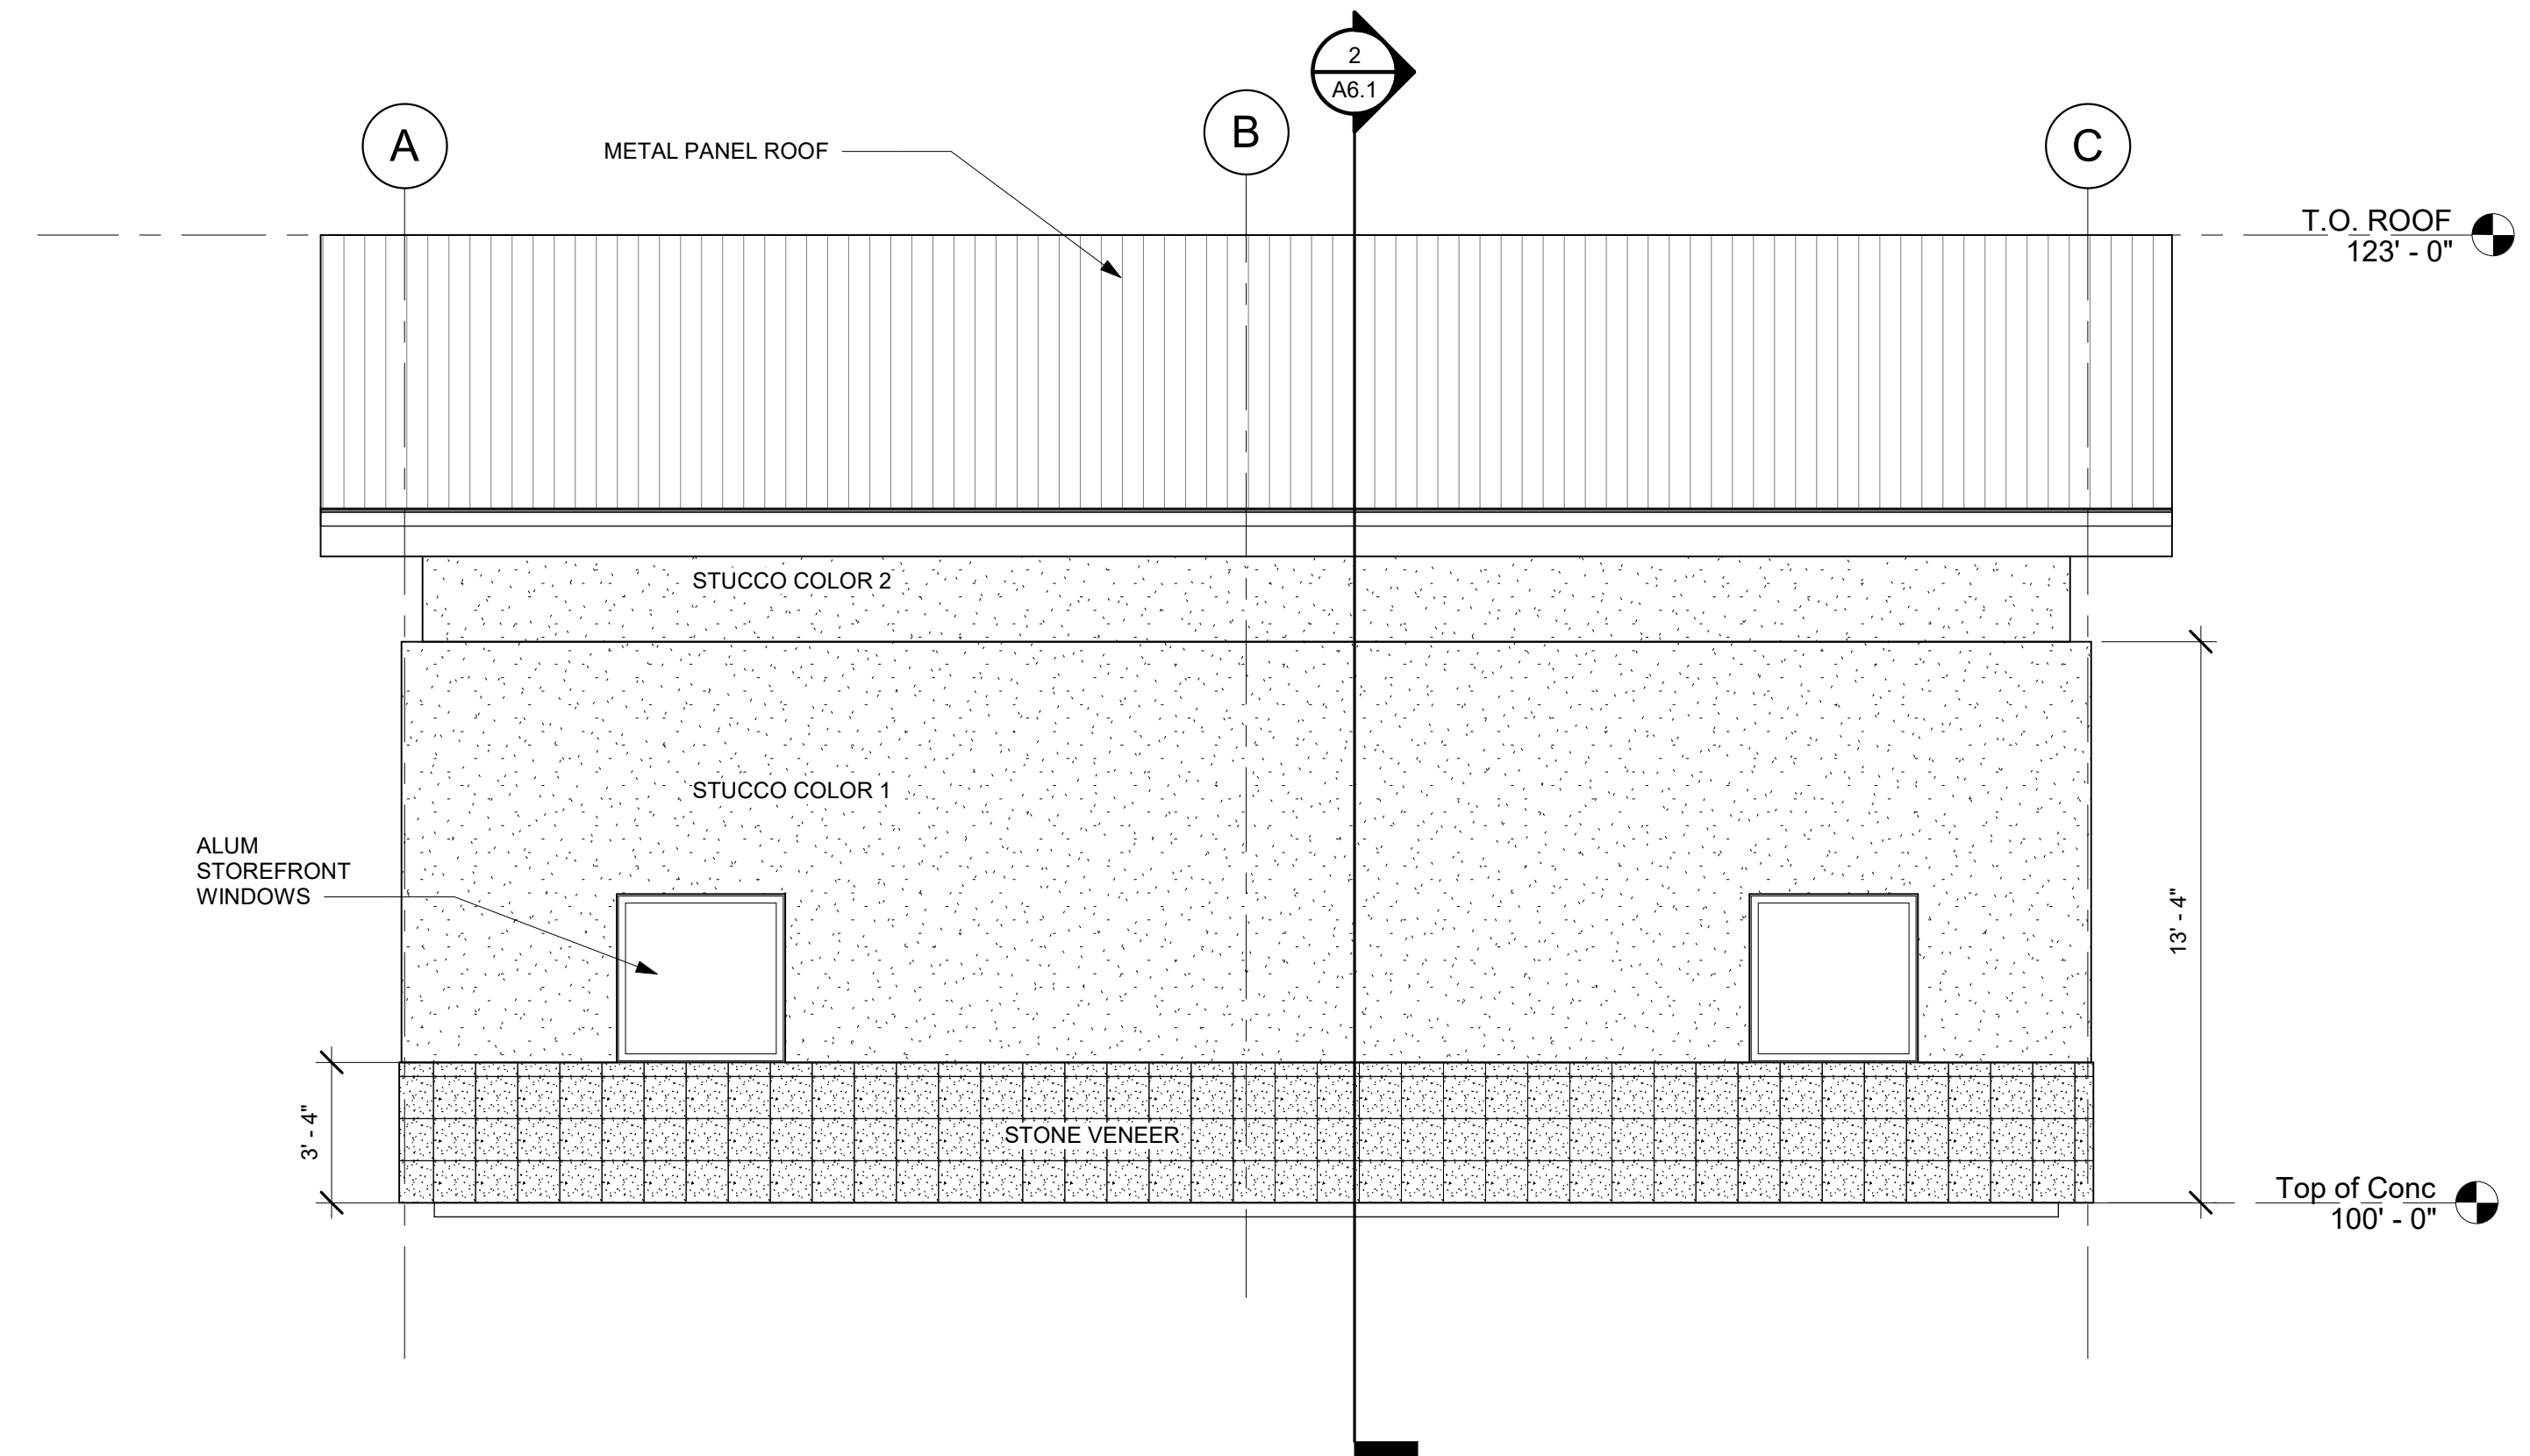 2
A6.1
A
B
C
METAL PANEL ROOF
T.O. ROOF
123' - 0"
STUCCO COLOR 2
STUCCO COLOR 1
ALUM
STOREFRONT
WINDOWS
13' - 4"
3' - 4"
STONE VENEER
Top of Conc
100' - 0"